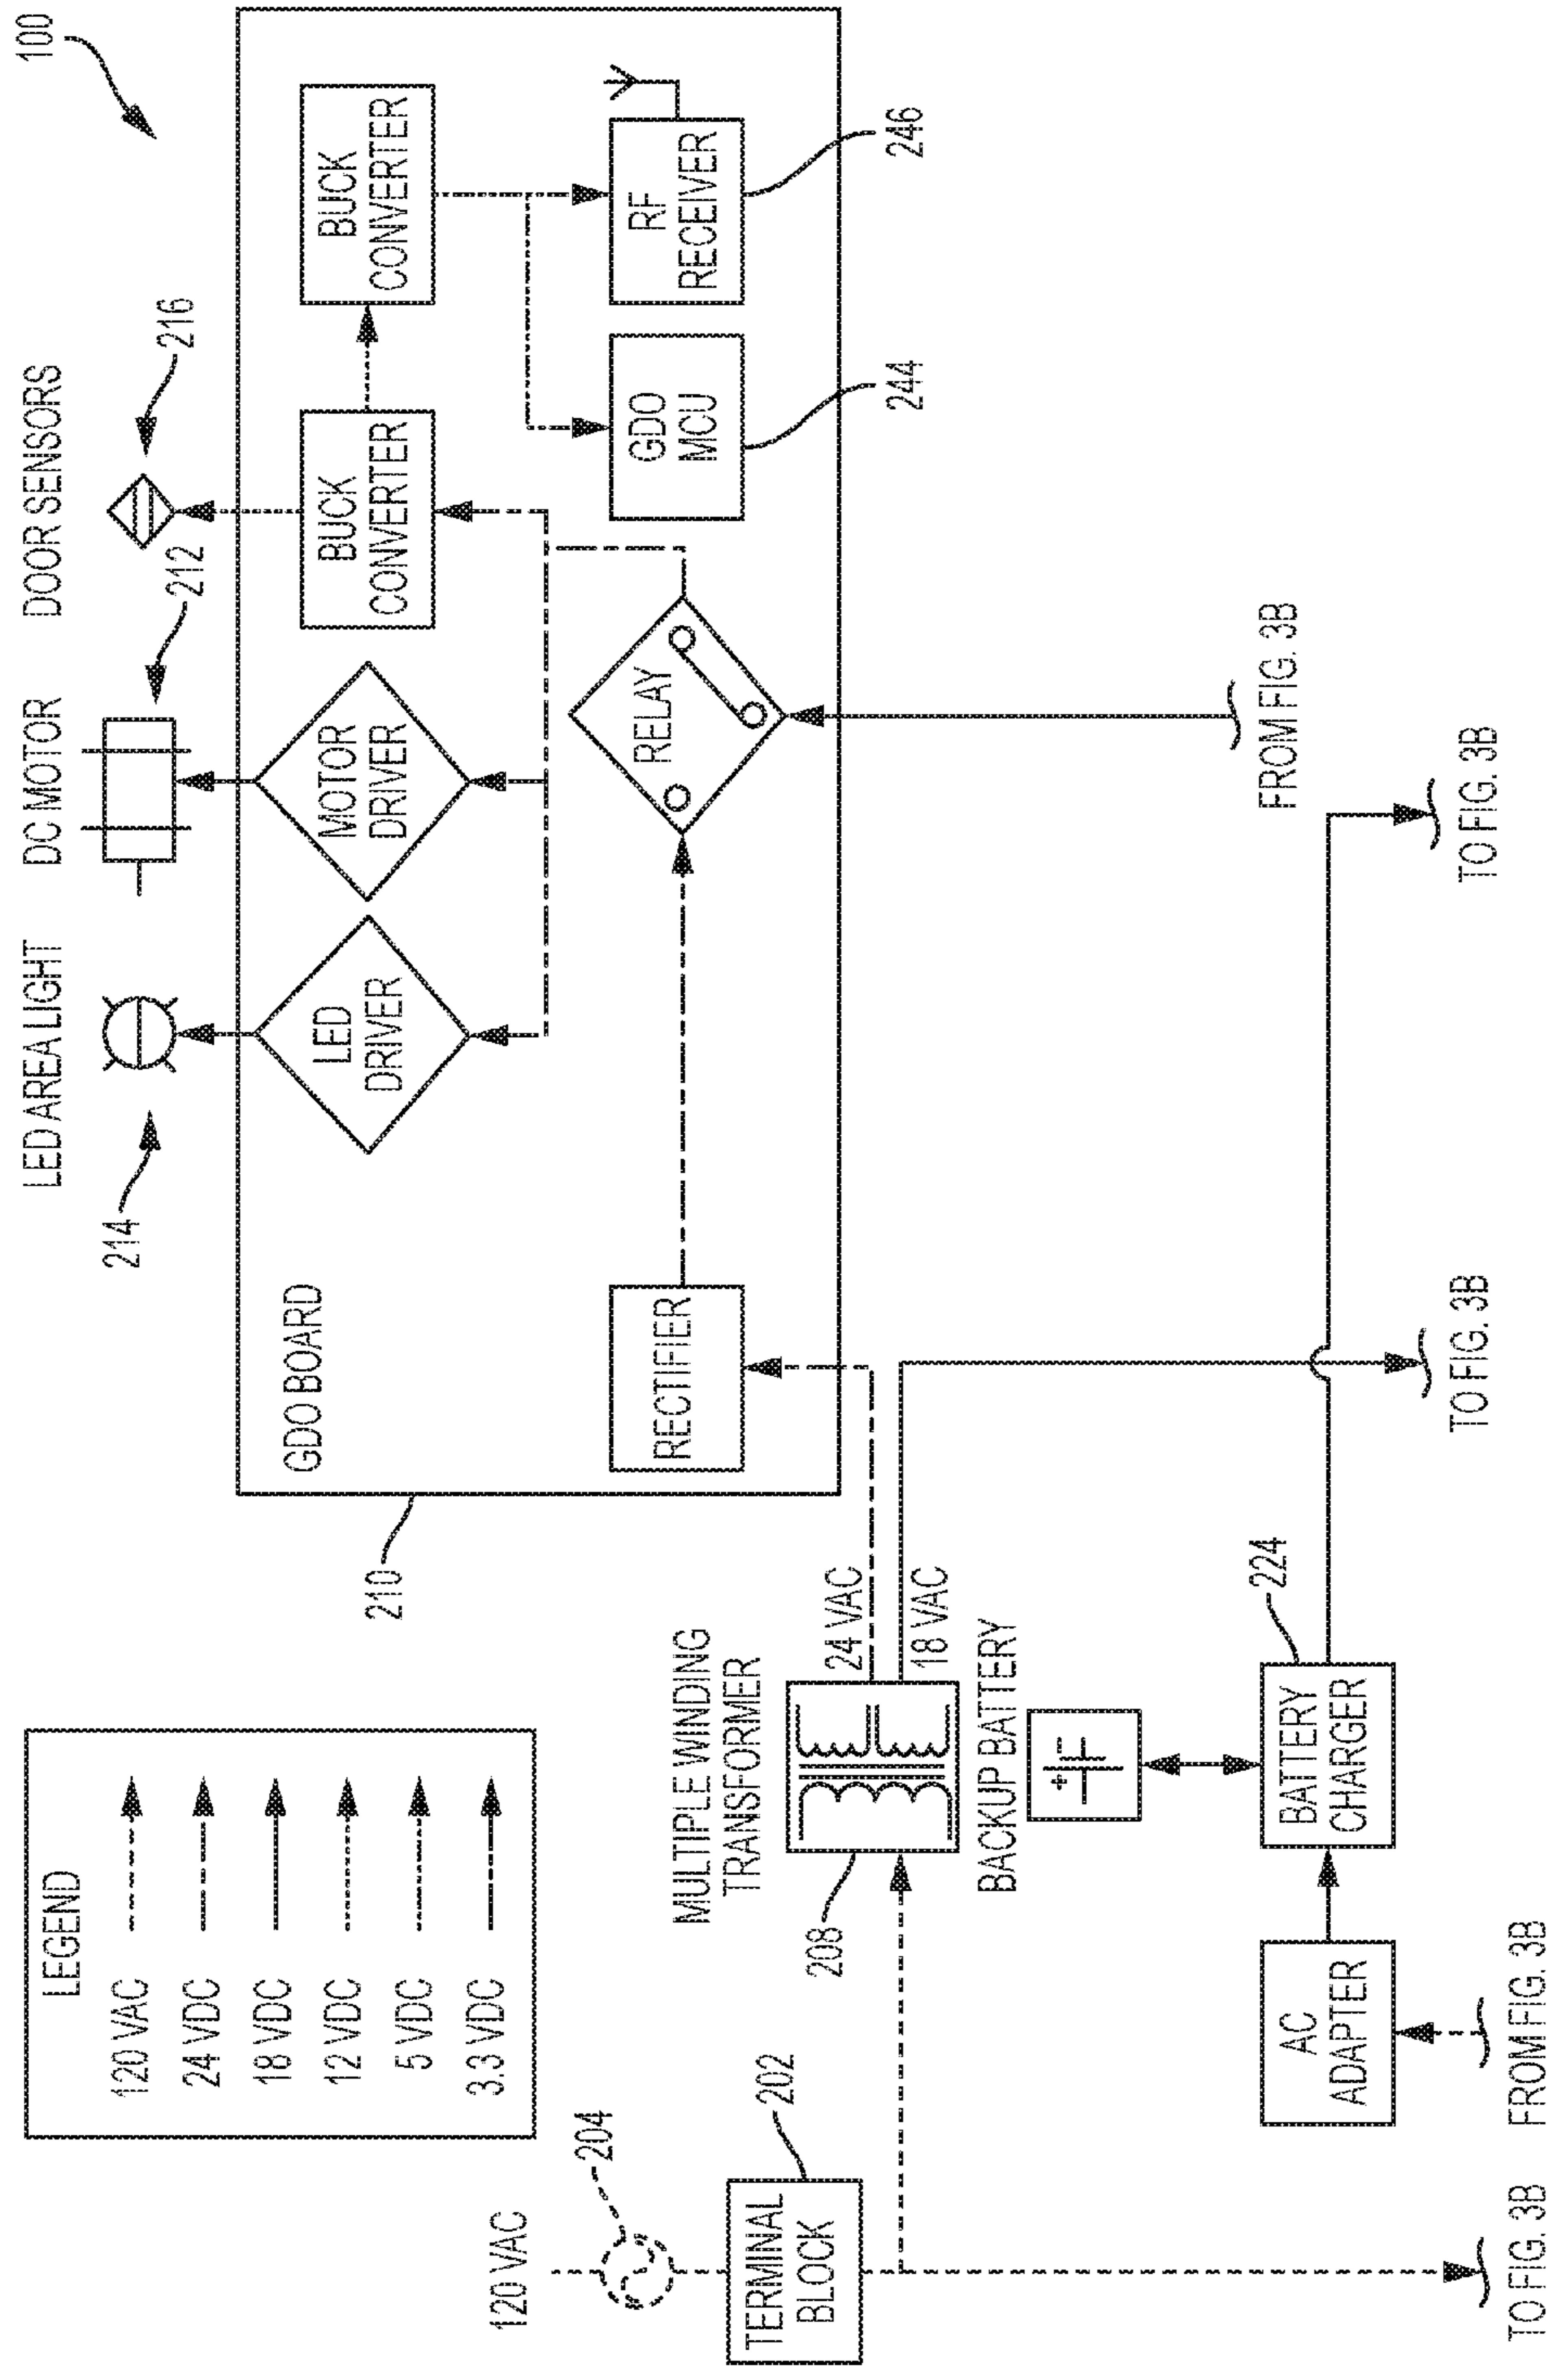 100
LED AREA LIGHT
DC MOTOR
DOOR SENSORS
214
212
216
LEGEND
120 VAC
24 VDC
18 VDC
12 VDC
5 VDC
3.3 VDC
GDO BOARD
210
LED
DRIVER
MOTOR
DRIVER
BUCK
CONVERTER
BUCK
CONVERTER
RECTIFIER
RELAY
GDO
MCU
244
RF
RECEIVER
246
120 VAC
204
TERMINAL
BLOCK
202
MULTIPLE WINDING
TRANSFORMER
208
24 VAC
18 VAC
BACKUP BATTERY
+
-
AC
ADAPTER
BATTERY
CHARGER
224
FROM FIG. 3B
TO FIG. 3B
TO FIG. 3B
FROM FIG. 3B
TO FIG. 3B